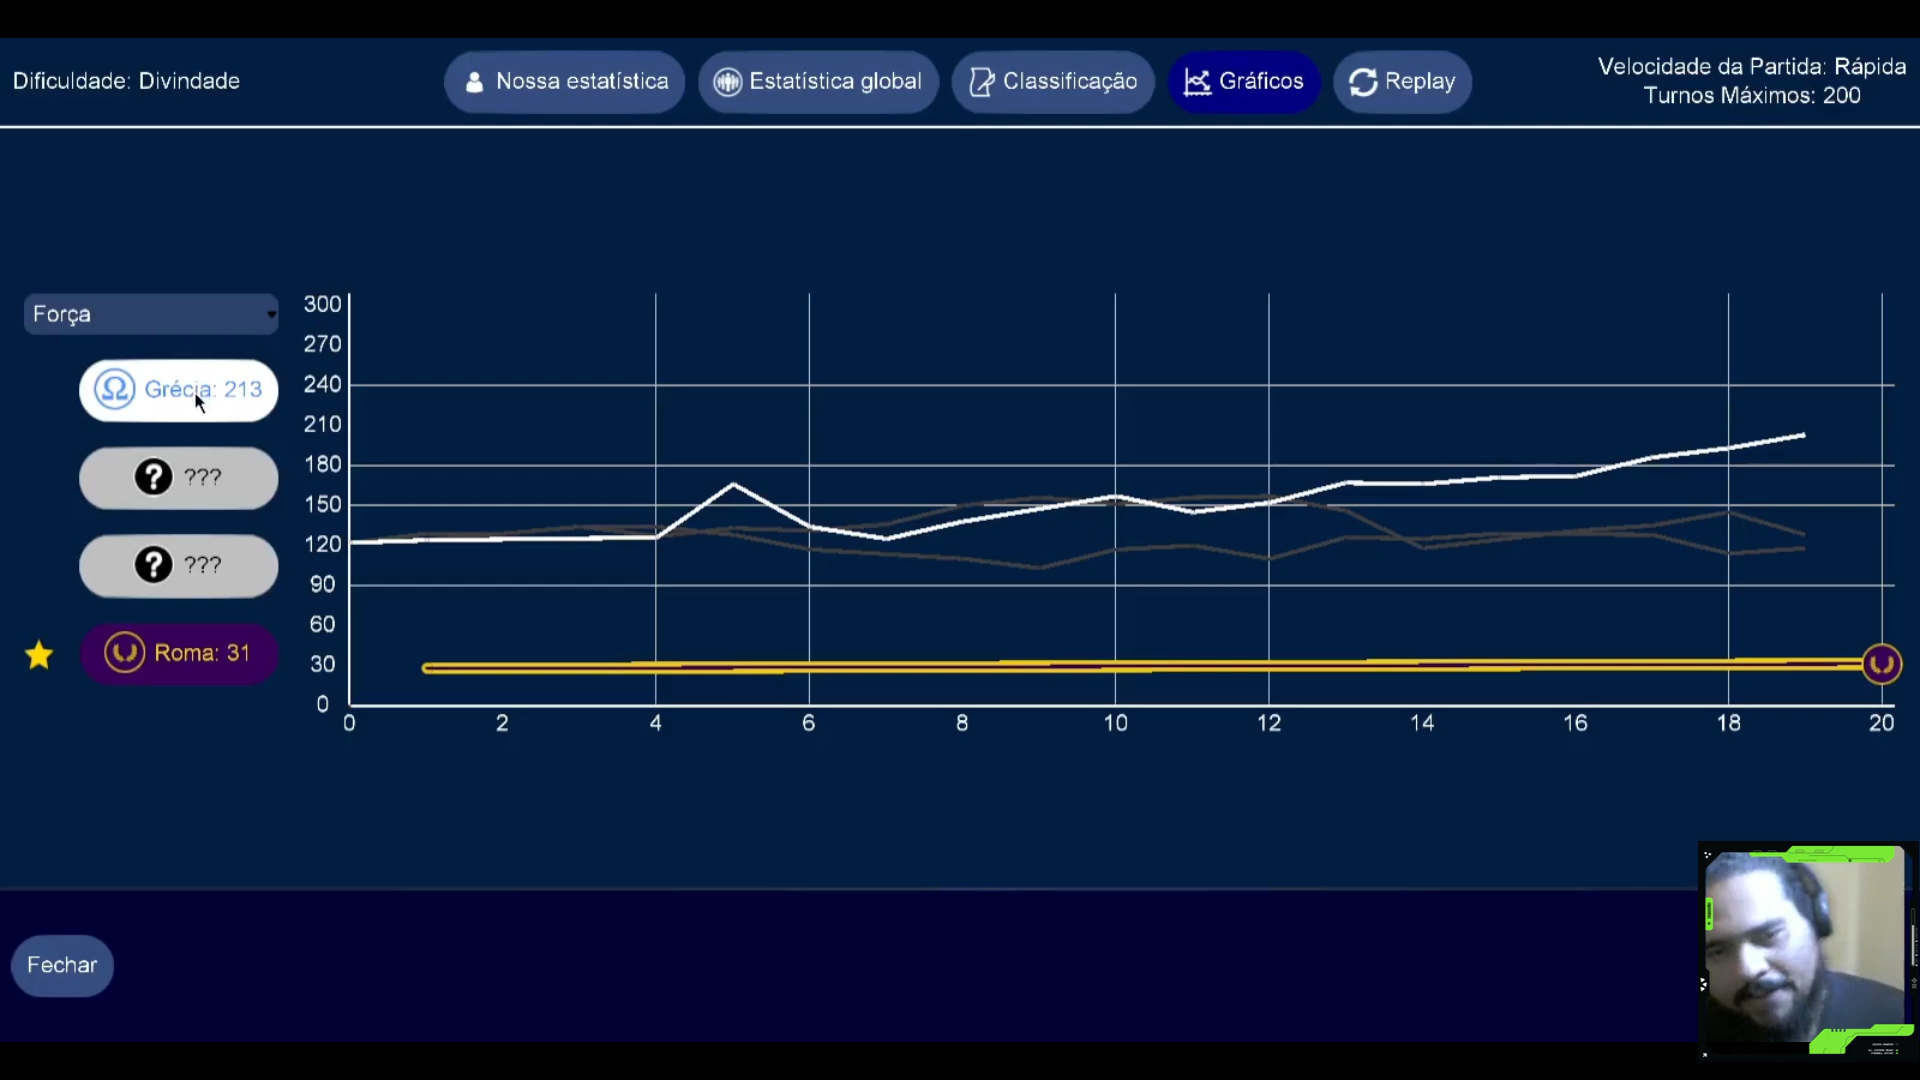 Dificuldade: Divindade
Nossa estatística
Estatística global
Classificação
Gráficos
Replay
Velocidade da Partida: Rápida
Turnos Máximos: 200
Força
Ω Grécia: 213
? ???
? ???
Roma: 31
300
270
240
210
180
150
120
90
60
30
0
0 2 4 6 8 10 12 14 16 18 20
Fechar